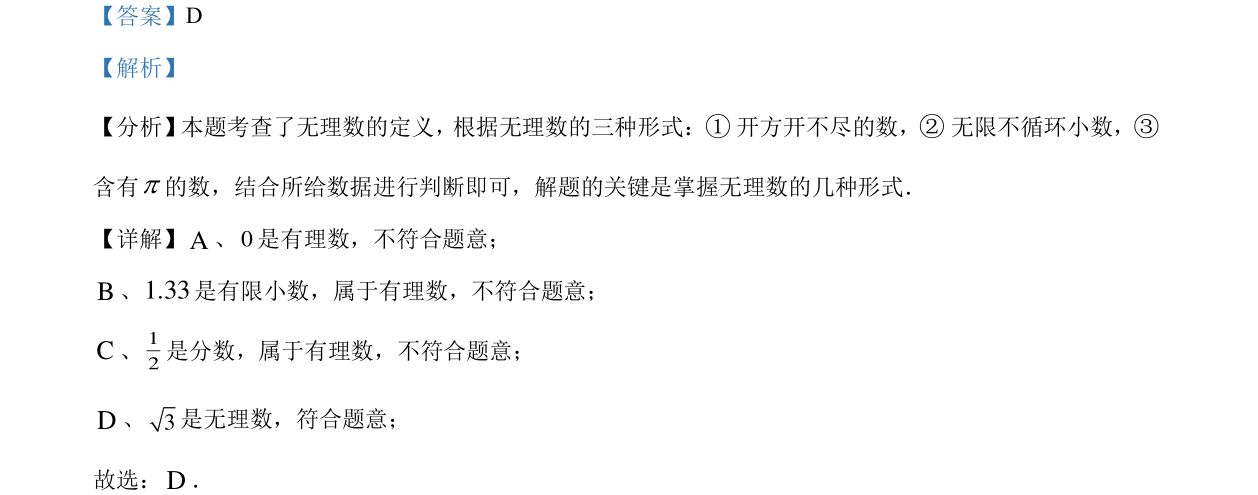 【答案】D
【解析】
【分析】本题考查了无理数的定义，根据无理数的三种形式：① 开方开不尽的数，② 无限不循环小数，③
含有 π 的数，结合所给数据进行判断即可，解题的关键是掌握无理数的几种形式．
【详解】A 、0 是有理数，不符合题意；
B 、1.33 是有限小数，属于有理数，不符合题意；
C 、1/2 是分数，属于有理数，不符合题意；
D 、√3 是无理数，符合题意；
故选：D．